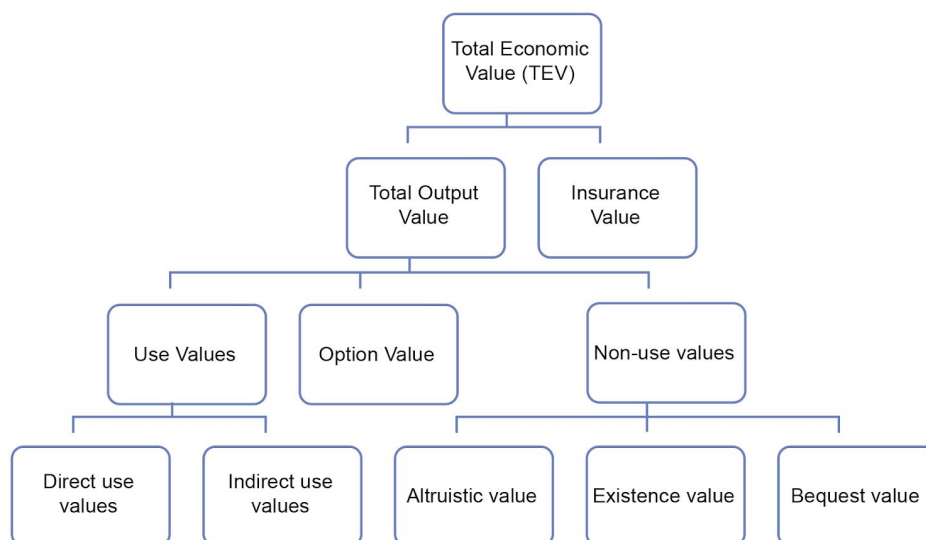 Total Economic
Value (TEV)
Total Output
Value
Insurance
Value
Use Values
Option Value
Non-use values
Direct use
values
Indirect use
values
Altruistic value
Existence value
Bequest value